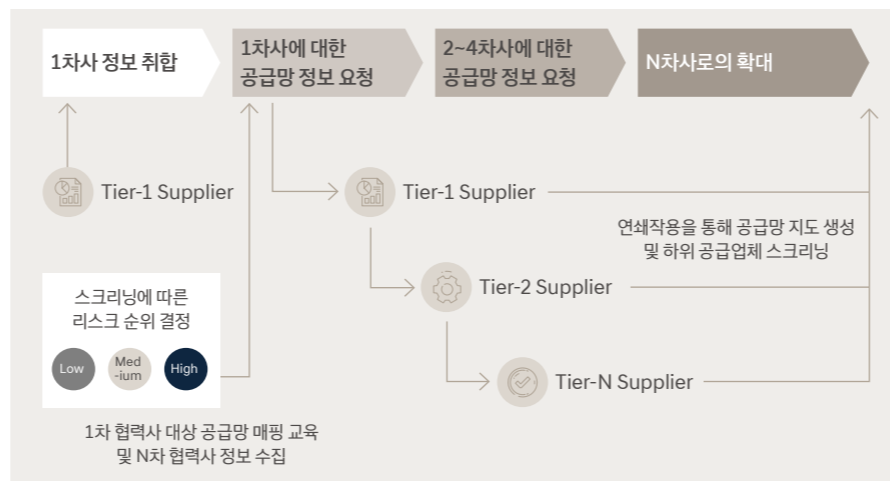 1차사 정보 취합
1차사에 대한
공급망 정보 요청
2~4차사에 대한
공급망 정보 요청
N차사로의 확대
Tier-1 Supplier
Tier-1 Supplier
연쇄작용을 통해 공급망 지도 생성
및 하위 공급업체 스크리닝
Tier-2 Supplier
스크리닝에 따른
리스크 순위 결정
Low
Med
-ium
High
Tier-N Supplier
1차 협력사 대상 공급망 매핑 교육
및 N차 협력사 정보 수집